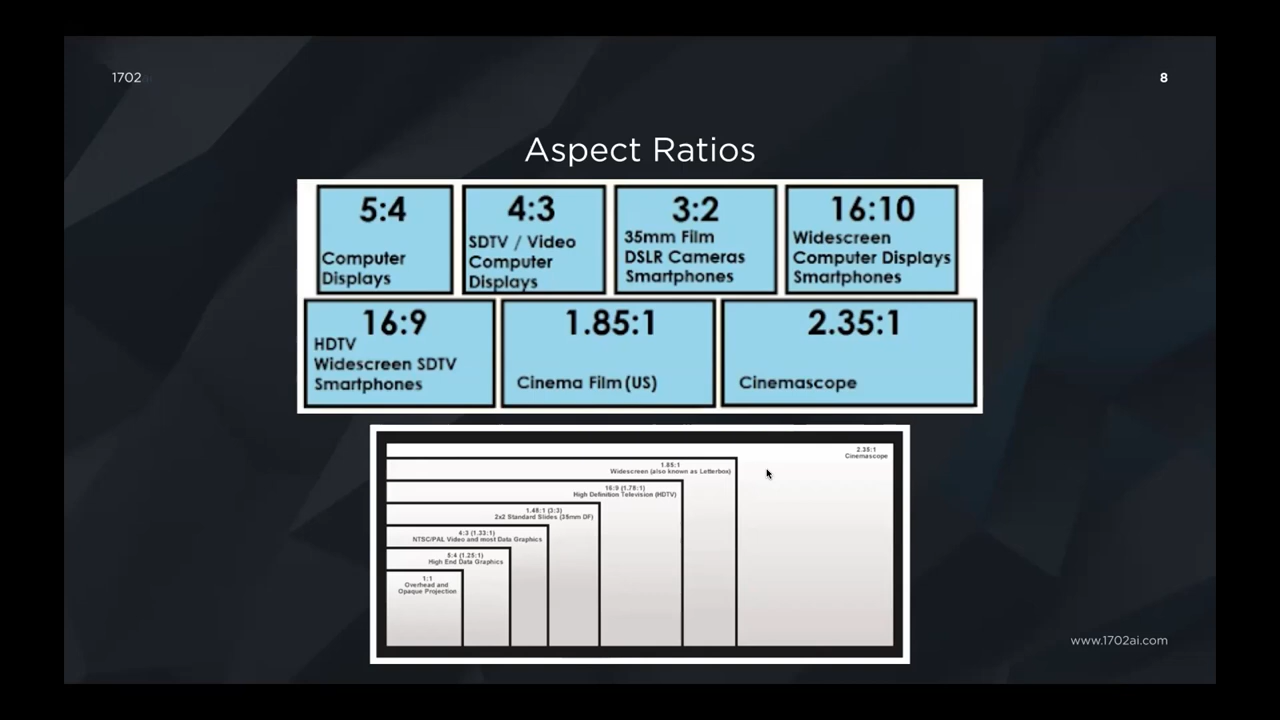 1702
8
Aspect Ratios
5:4
Computer
Displays
4:3
SDTV / Video
Computer
Displays
3:2
35mm Film
DSLR Cameras
Smartphones
16:10
Widescreen
Computer Displays
Smartphones
16:9
HDTV
Widescreen SDTV
Smartphones
1.85:1
Cinema Film (US)
2.35:1
Cinemascope
2.35:1
Cinemascope
1.85:1
Widescreen (also known as Letterbox)
16:9 (1.78:1)
High Definition Television (HDTV)
1.48:1 (3:3)
2x2 Standard Slides (35mm DF)
4:3 (1.33:1)
NTSC/PAL Video and most Data Graphics
5:4 (1.25:1)
High End Data Graphics
1:1
Overhead and
Opaque Projection
www.1702ai.com